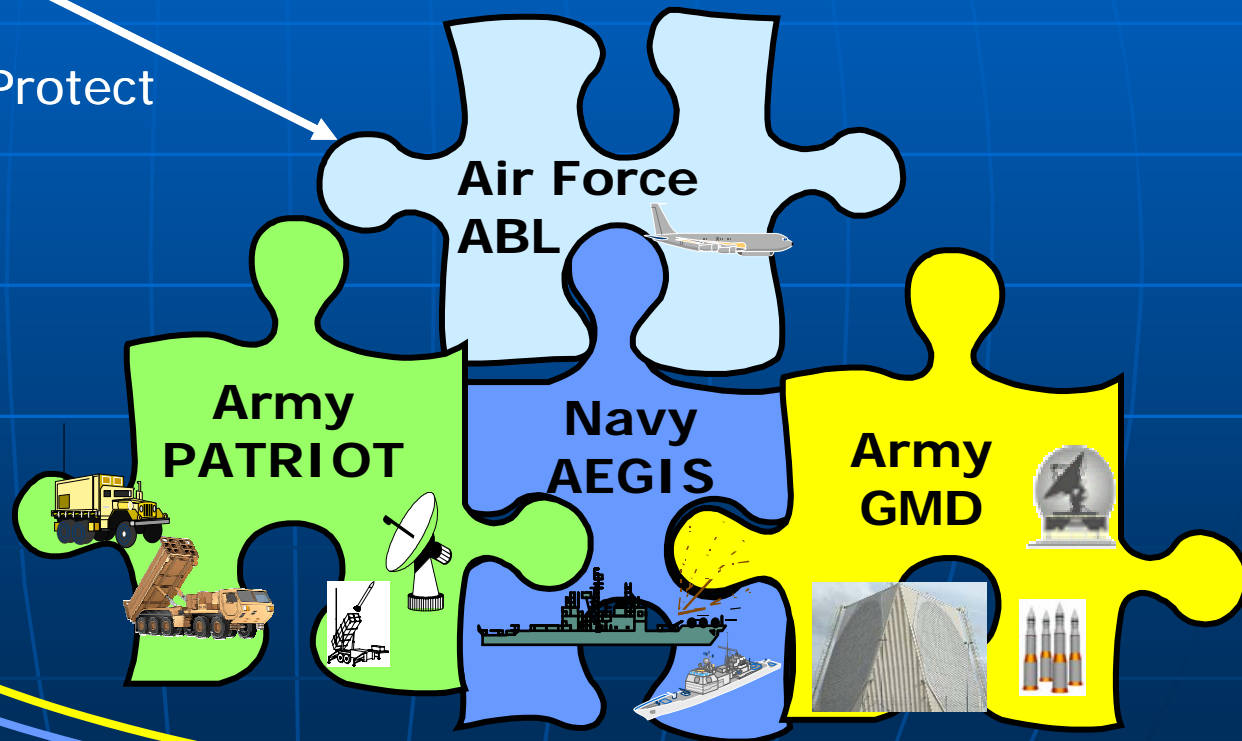 Protect
Air Force
ABL
Army
PATRIOT
Navy
AEGIS
Army
GMD